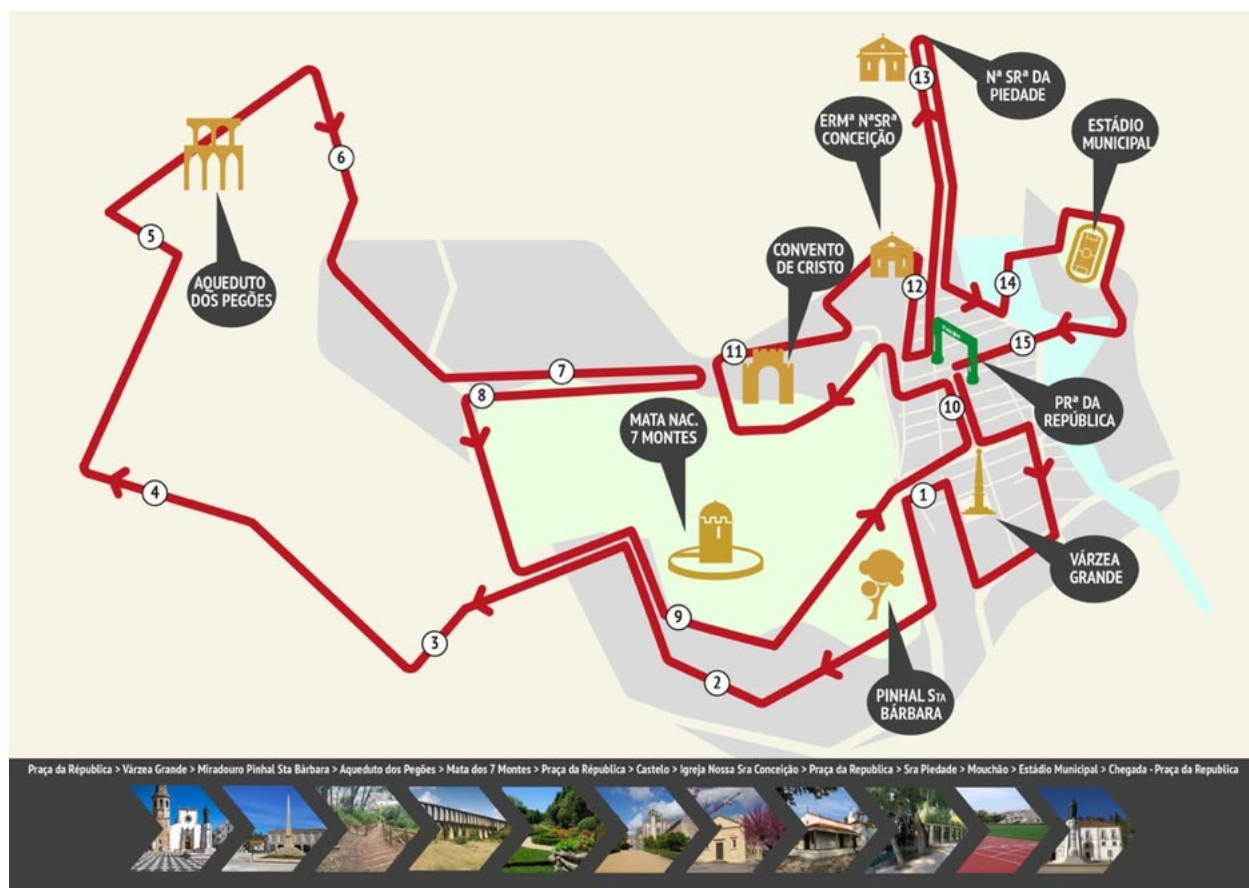 Nª SRª DA
PIEDADE
ERMª NªSRª
CONCEIÇÃO
ESTÁDIO
MUNICIPAL
CONVENTO
DE CRISTO
AQUEDUTO
DOS PEGÕES
MATA NAC.
7 MONTES
PRª DA
REPÚBLICA
VÁRZEA
GRANDE
PINHAL STA
BÁRBARA
13
6
5
12
14
15
11
7
8
10
1
4
9
3
2
Praça da Républica > Várzea Grande > Miradouro Pinhal Sta Bárbara > Aqueduto dos Pegões > Mata dos 7 Montes > Praça da Républica > Castelo > Igreja Nossa Sra Conceição > Praça da Republica > Sra Piedade > Mouchão > Estádio Municipal > Chegada - Praça da Republica